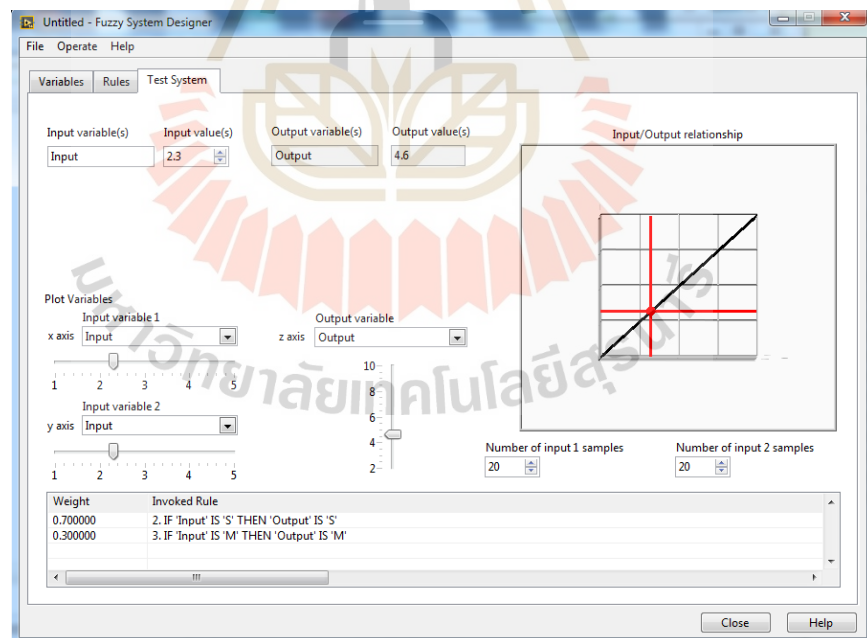 Untitled - Fuzzy System Designer
File Operate Help
Variables Rules Test System
Input variable(s) Input value(s) Output variable(s) Output value(s) Input/Output relationship
Input 2.3 Output 4.6
Plot Variables
Input variable 1 Output variable
x axis Input z axis Output
1 2 3 4 5
10
8
6
4
2
Input variable 2
y axis Input
1 2 3 4 5
Number of input 1 samples Number of input 2 samples
20 20
Weight Invoked Rule
0.700000 2. IF 'Input' IS 'S' THEN 'Output' IS 'S'
0.300000 3. IF 'Input' IS 'M' THEN 'Output' IS 'M'
Close Help
มหาวิทยาลัยเทคโนโลยีสุรนารี